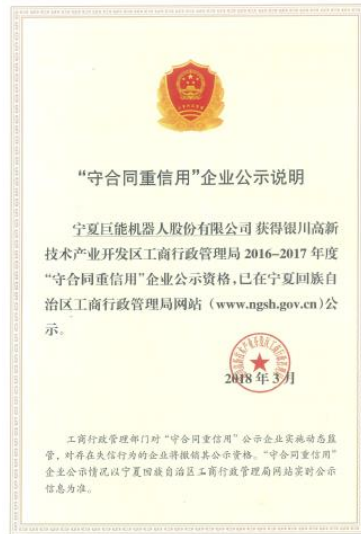 “守合同重信用”企业公示说明
宁夏巨能机器人股份有限公司 获得银川高新
技术产业开发区工商行政管理局 2016-2017 年度
“守合同重信用”企业公示资格,已在宁夏回族自
治区工商行政管理局网站（www.ngsh.gov.cn)公
示。
2018 年 3 月
工商行政管理部门对“守合同重信用”公示企业实施动态监
管，对存在失信行为的企业将撤销其公示资格。“守合同重信用”
企业公示情况以宁夏回族自治区工商行政管理局网站实时公示
信息为准。